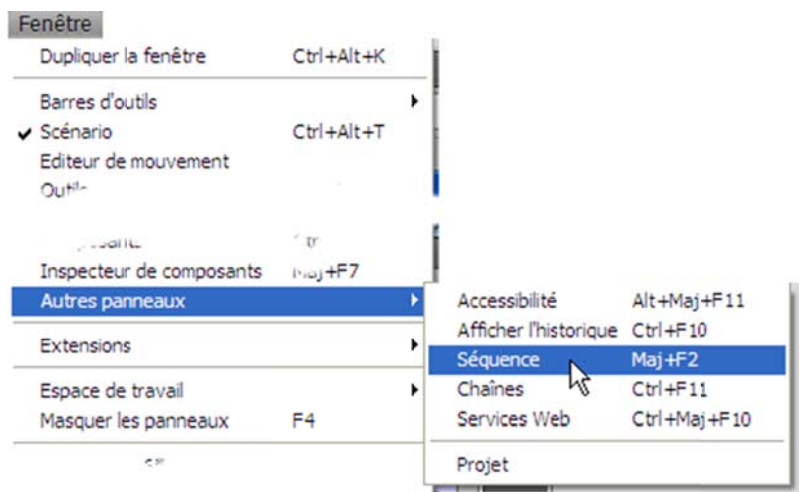 Fenêtre
Dupliquer la fenêtre Ctrl+Alt+K
Barres d'outils
Scénario Ctrl+Alt+T
Editeur de mouvement
Inspecteur de composants Maj+F7
Autres panneaux
Extensions
Espace de travail
Masquer les panneaux F4
Accessibilité Alt+Maj+F11
Afficher l'historique Ctrl+F10
Séquence Maj+F2
Chaînes Ctrl+F11
Services Web Ctrl+Maj+F10
Projet